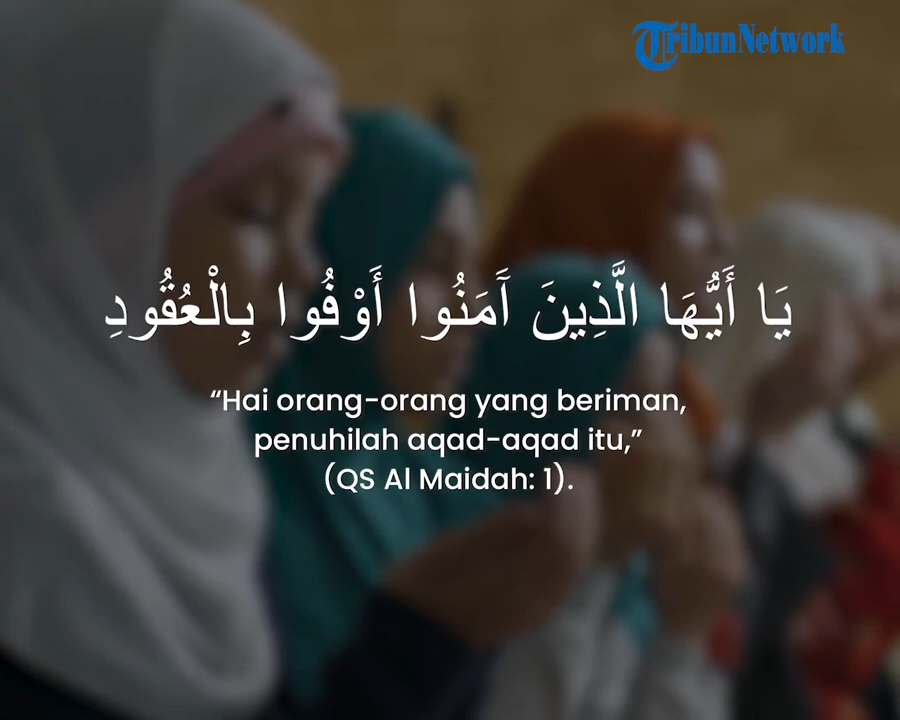 TribunNetwork
يَا أَيُّهَا الَّذِينَ آَمَنُوا أَوْفُوا بِالْعُقُودِ
“Hai orang-orang yang beriman,
penuhilah aqad-aqad itu,”
(QS Al Maidah: 1).